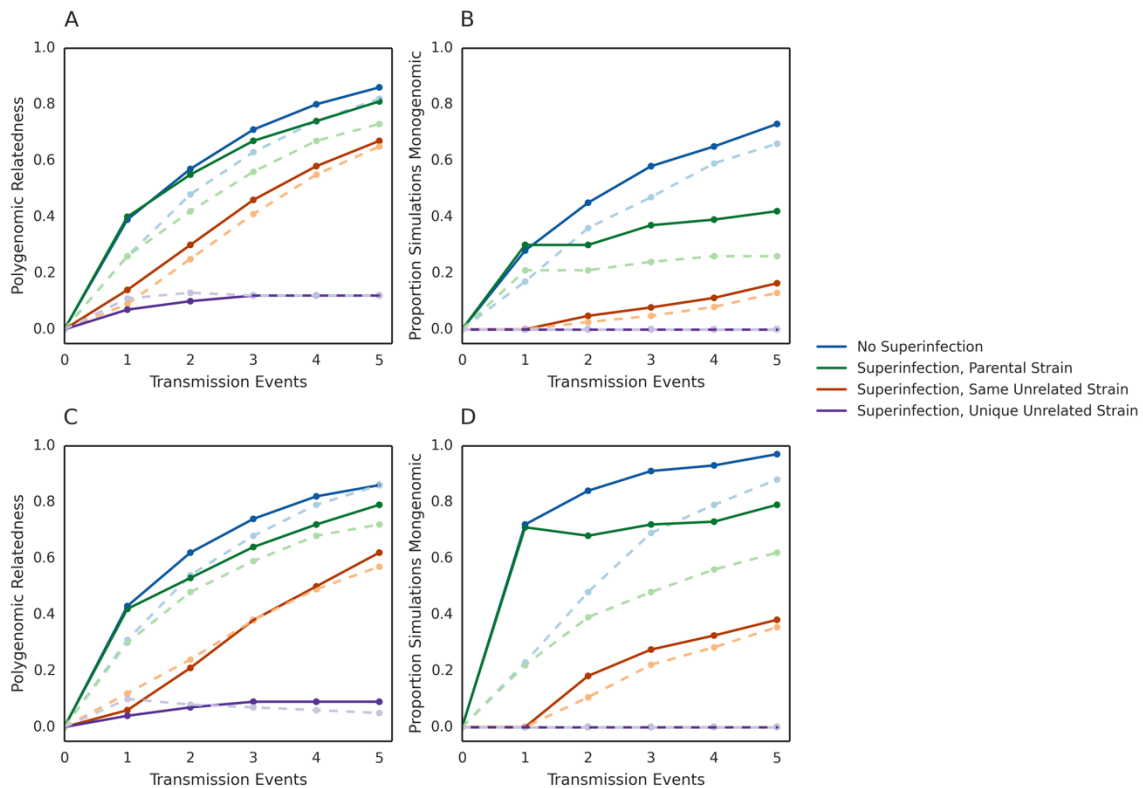 A
B
1.0
0.8
0.6
0.4
0.2
0.0
Polygenomic Relatedness
0 1 2 3 4 5
Transmission Events
1.0
0.8
0.6
0.4
0.2
0.0
Proportion Simulations Monogenomic
0 1 2 3 4 5
Transmission Events
No Superinfection
Superinfection, Parental Strain
Superinfection, Same Unrelated Strain
Superinfection, Unique Unrelated Strain
C
D
1.0
0.8
0.6
0.4
0.2
0.0
Polygenomic Relatedness
0 1 2 3 4 5
Transmission Events
1.0
0.8
0.6
0.4
0.2
0.0
Proportion Simulations Mongenomic
0 1 2 3 4 5
Transmission Events